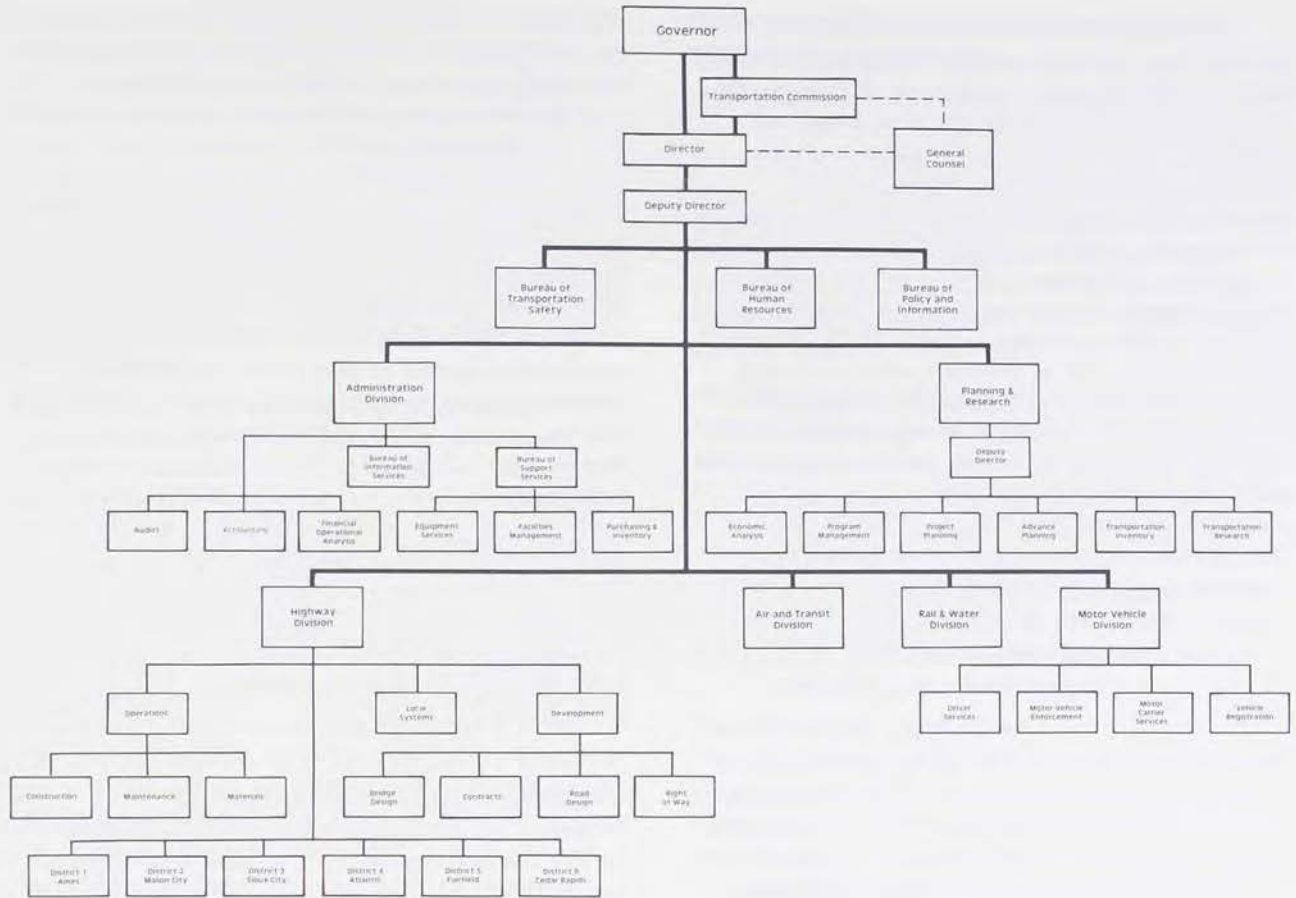 Governor
Transportation Commission
Director
General
Counsel
Deputy Director
Bureau of
Transportation
Safety
Bureau of
Human
Resources
Bureau of
Policy and
Information
Administration
Division
Planning &
Research
Bureau of
Information
Services
Bureau of
Support
Services
Deputy
Director
Audits
Accounting
Financial
Operational
Analysis
Equipment
Services
Facilities
Management
Purchasing &
Inventory
Economic
Analysis
Program
Management
Project
Planning
Advance
Planning
Transportation
Inventory
Transportation
Research
Highway
Division
Air and Transit
Division
Rail & Water
Division
Motor Vehicle
Division
Operations
Local
Systems
Development
Driver
Services
Motor Vehicle
Enforcement
Motor
Carrier
Services
Vehicle
Registration
Construction
Maintenance
Materials
Bridge
Design
Contracts
Road
Design
Right
of Way
District 1
Ames
District 2
Mason City
District 3
Sioux City
District 4
Atlantic
District 5
Fairfield
District 6
Cedar Rapids